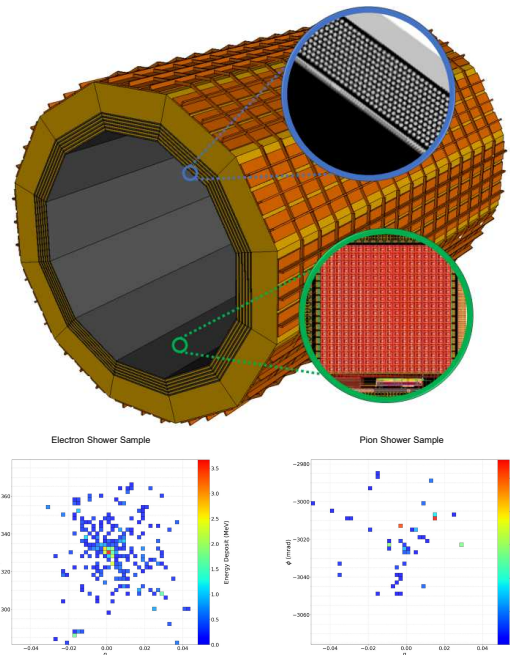 Electron Shower Sample
Pion Shower Sample
360
340
320
300
−0.04 −0.02 0.00 0.02 0.04
3.5
3.0
2.5
2.0
1.5
1.0
0.5
0.0
Energy Deposit (MeV)
−2980
−3000
−3020
−3040
−3060
ϕ (mrad)
−0.04 −0.02 0.00 0.02 0.04